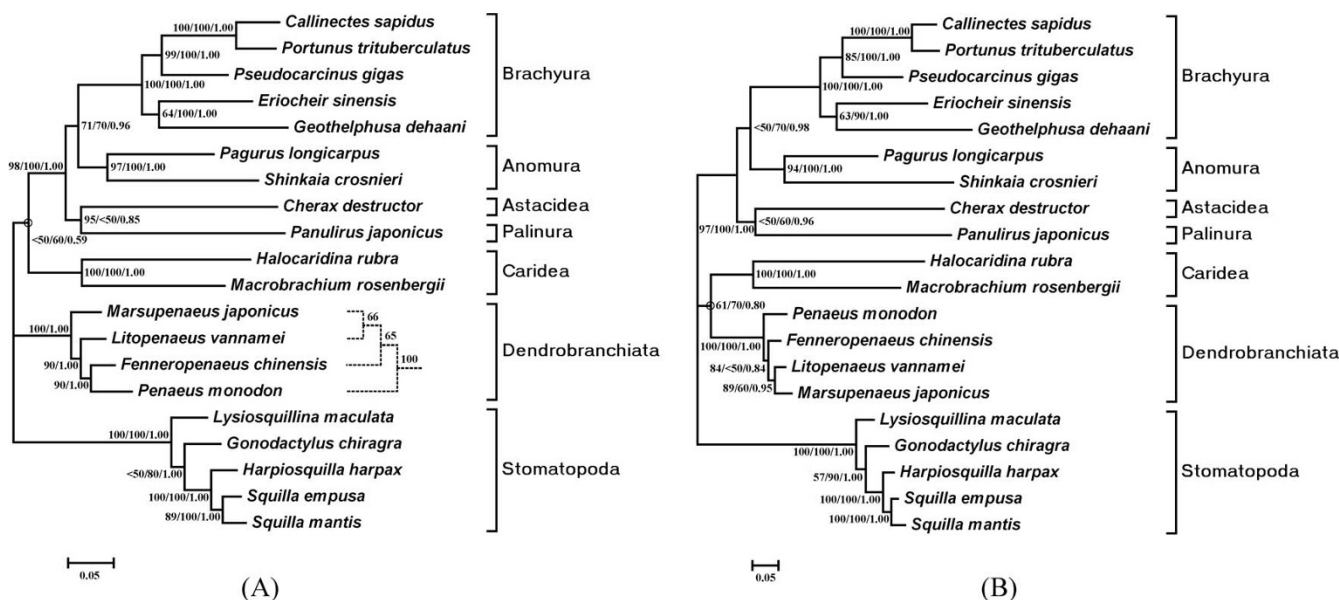 100/100/1.00
Callinectes sapidus
99/100/1.00
Portunus trituberculatus
Pseudocarcinus gigas
Brachyura
100/100/1.00
Eriocheir sinensis
71/70/0.96
64/100/1.00
Geothelphusa dehaani
98/100/1.00
97/100/1.00
Pagurus longicarpus
Anomura
Shinkaia crosnieri
95/<50/0.85
Cherax destructor
Astacidea
<50/60/0.59
Panulirus japonicus
Palinura
Halocaridina rubra
100/100/1.00
Caridea
Macrobrachium rosenbergii
Marsupenaeus japonicus
66
100/1.00
Litopenaeus vannamei
65
Dendrobranchiata
90/1.00
Fenneropenaeus chinensis
100
90/1.00
Penaeus monodon
Lysiosquillina maculata
100/100/1.00
Gonodactylus chiragra
<50/80/1.00
Harpiosquilla harpax
Stomatopoda
100/100/1.00
Squilla empusa
89/100/1.00
Squilla mantis
0.05
(A)
100/100/1.00
Callinectes sapidus
85/100/1.00
Portunus trituberculatus
Pseudocarcinus gigas
Brachyura
100/100/1.00
Eriocheir sinensis
63/90/1.00
Geothelphusa dehaani
<50/70/0.98
Pagurus longicarpus
94/100/1.00
Anomura
Shinkaia crosnieri
Cherax destructor
<50/60/0.96
Astacidea
97/100/1.00
Panulirus japonicus
Palinura
Halocaridina rubra
100/100/1.00
Caridea
Macrobrachium rosenbergii
61/70/0.80
Penaeus monodon
100/100/1.00
Fenneropenaeus chinensis
Dendrobranchiata
84/<50/0.84
Litopenaeus vannamei
89/60/0.95
Marsupenaeus japonicus
Lysiosquillina maculata
100/100/1.00
Gonodactylus chiragra
57/90/1.00
Harpiosquilla harpax
Stomatopoda
100/100/1.00
Squilla empusa
100/100/1.00
Squilla mantis
0.05
(B)